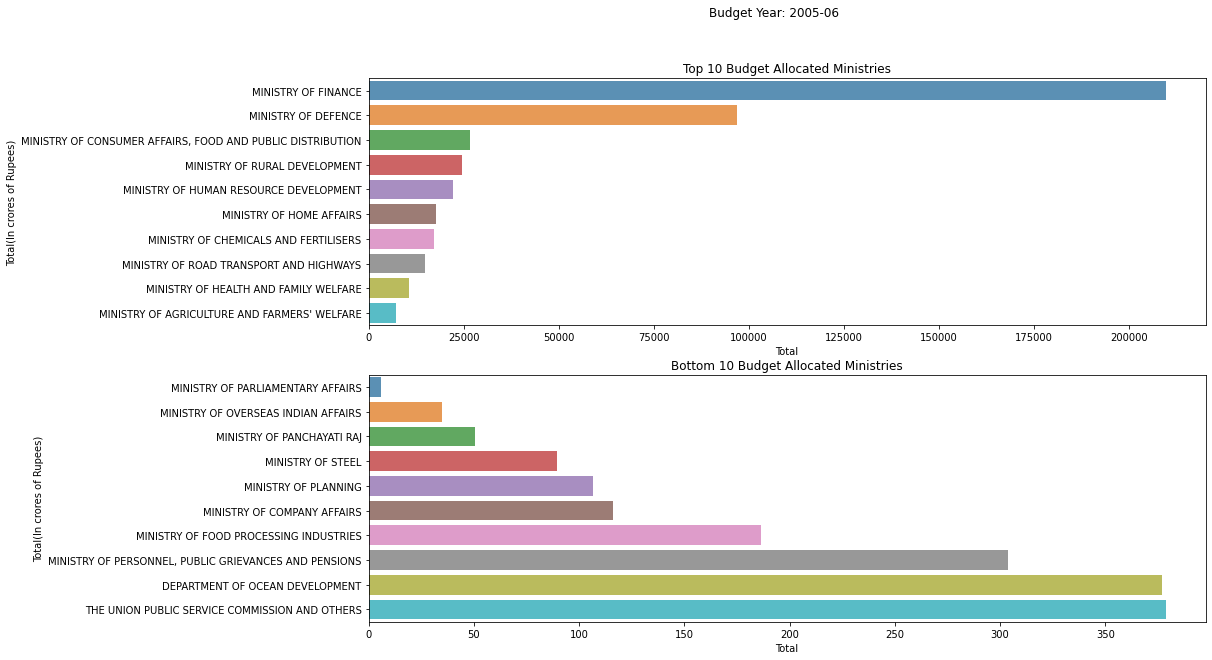 Budget Year: 2005-06
Top 10 Budget Allocated Ministries
Total(In crores of Rupees)
MINISTRY OF FINANCE
MINISTRY OF DEFENCE
MINISTRY OF CONSUMER AFFAIRS, FOOD AND PUBLIC DISTRIBUTION
MINISTRY OF RURAL DEVELOPMENT
MINISTRY OF HUMAN RESOURCE DEVELOPMENT
MINISTRY OF HOME AFFAIRS
MINISTRY OF CHEMICALS AND FERTILISERS
MINISTRY OF ROAD TRANSPORT AND HIGHWAYS
MINISTRY OF HEALTH AND FAMILY WELFARE
MINISTRY OF AGRICULTURE AND FARMERS' WELFARE
0 25000 50000 75000 100000 125000 150000 175000 200000
Total
Bottom 10 Budget Allocated Ministries
Total(In crores of Rupees)
MINISTRY OF PARLIAMENTARY AFFAIRS
MINISTRY OF OVERSEAS INDIAN AFFAIRS
MINISTRY OF PANCHAYATI RAJ
MINISTRY OF STEEL
MINISTRY OF PLANNING
MINISTRY OF COMPANY AFFAIRS
MINISTRY OF FOOD PROCESSING INDUSTRIES
MINISTRY OF PERSONNEL, PUBLIC GRIEVANCES AND PENSIONS
DEPARTMENT OF OCEAN DEVELOPMENT
THE UNION PUBLIC SERVICE COMMISSION AND OTHERS
0 50 100 150 200 250 300 350
Total